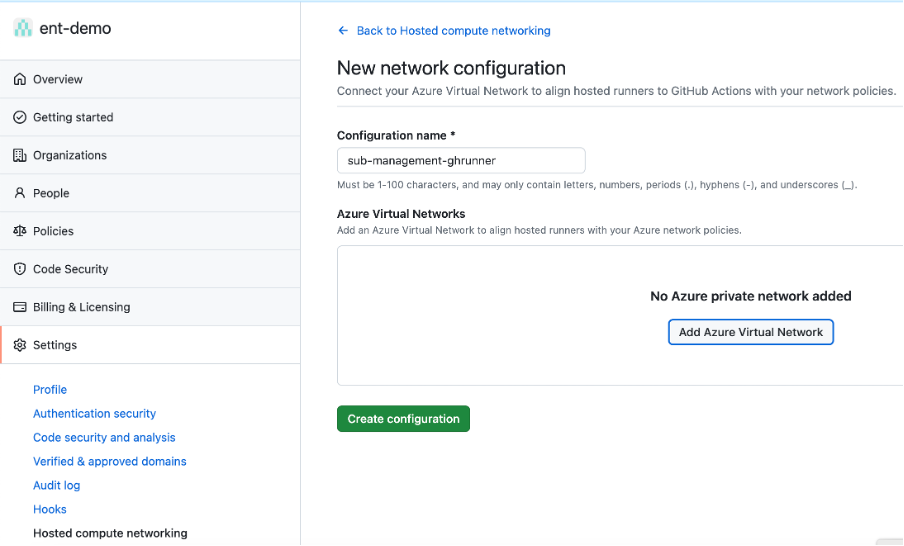 ent-demo
Overview
Getting started
Organizations
People
Policies
Code Security
Billing & Licensing
Settings
Profile
Authentication security
Code security and analysis
Verified & approved domains
Audit log
Hooks
Hosted compute networking
Back to Hosted compute networking
New network configuration
Connect your Azure Virtual Network to align hosted runners to GitHub Actions with your network policies.
Configuration name *
sub-management-ghrunner
Must be 1-100 characters, and may only contain letters, numbers, periods (.), hyphens (-), and underscores (_).
Azure Virtual Networks
Add an Azure Virtual Network to align hosted runners with your Azure network policies.
No Azure private network added
Add Azure Virtual Network
Create configuration